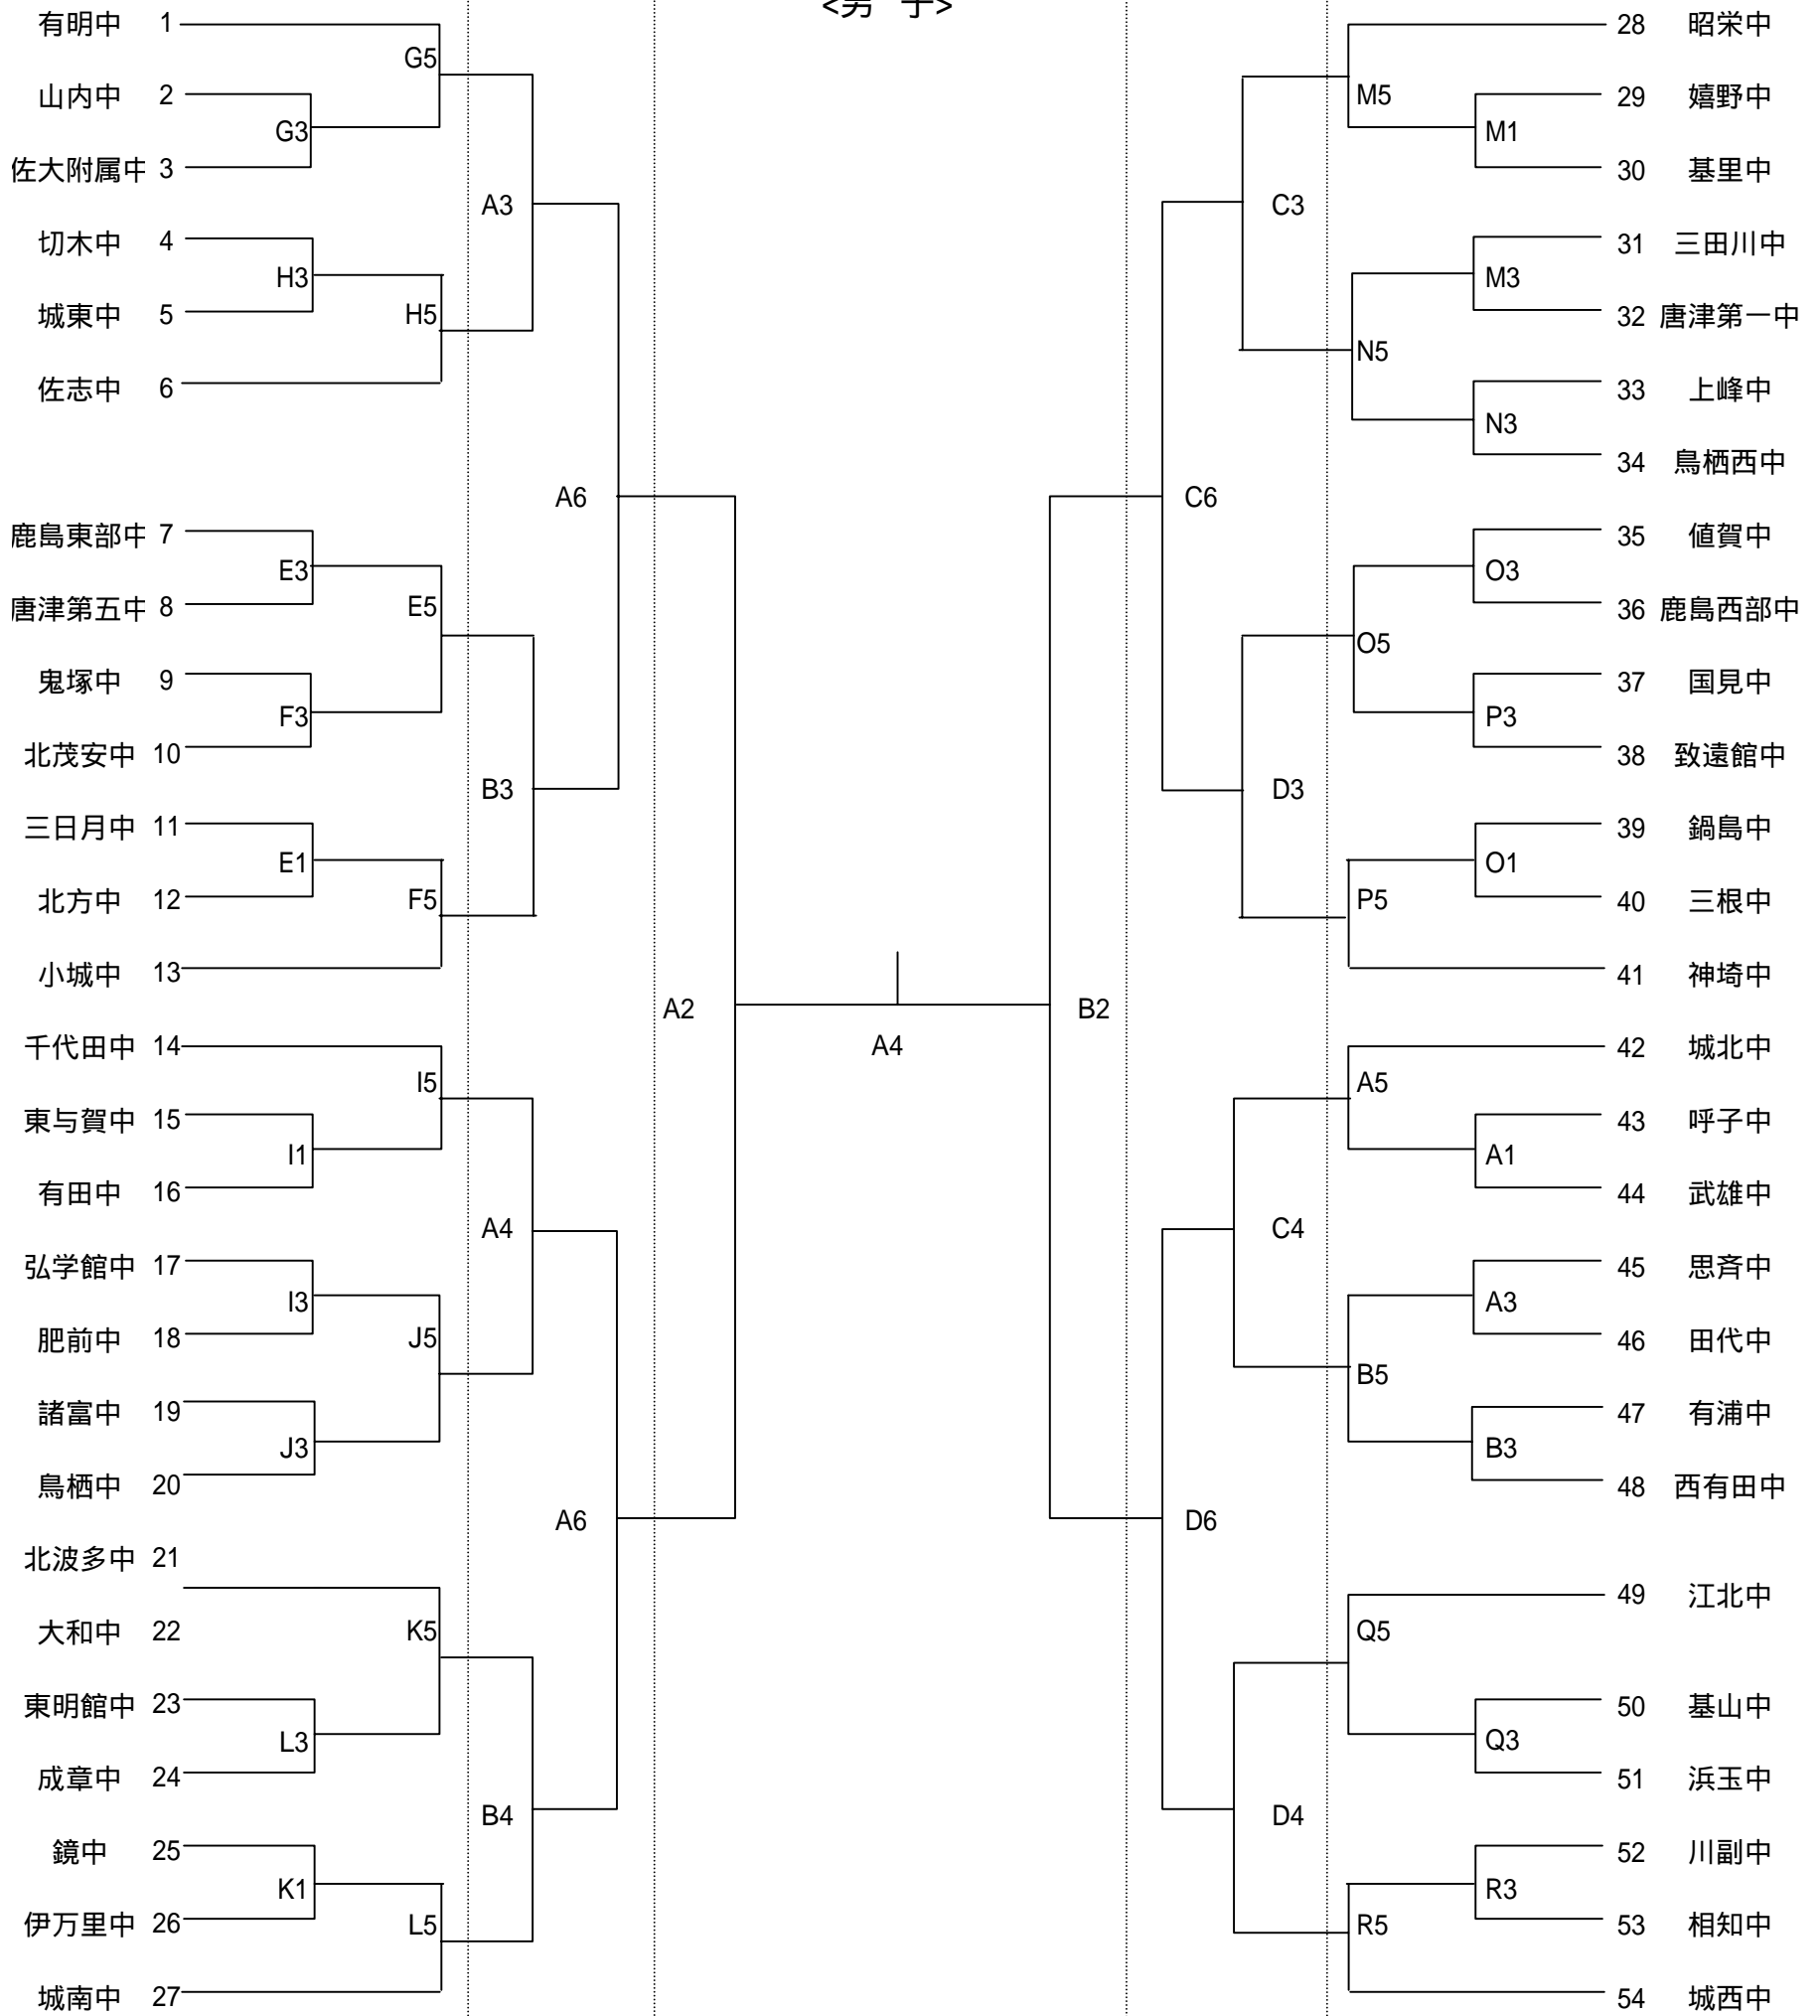 <男 子>
有明中 1
G5
山内中 2
G3
佐大附属中 3
A3
切木中 4
H3
城東中 5
H5
佐志中 6
A6
鹿島東部中 7
E3
唐津第五中 8
E5
鬼塚中 9
F3
北茂安中 10
B3
三日月中 11
E1
北方中 12
F5
小城中 13
A2
千代田中 14
I5
東与賀中 15
I1
有田中 16
A4
弘学館中 17
I3
肥前中 18
J5
諸富中 19
J3
鳥栖中 20
A6
北波多中 21
大和中 22
K5
東明館中 23
L3
成章中 24
B4
鏡中 25
K1
伊万里中 26
L5
城南中 27
A4
28 昭栄中
M5
29 嬉野中
M1
30 基里中
C3
31 三田川中
M3
32 唐津第一中
N5
33 上峰中
N3
34 鳥栖西中
C6
35 値賀中
O3
36 鹿島西部中
O5
37 国見中
P3
38 致遠館中
D3
39 鍋島中
O1
40 三根中
P5
41 神埼中
B2
42 城北中
A5
43 呼子中
A1
44 武雄中
C4
45 思斉中
A3
46 田代中
B5
47 有浦中
B3
48 西有田中
D6
49 江北中
Q5
50 基山中
Q3
51 浜玉中
D4
52 川副中
R3
53 相知中
R5
54 城西中